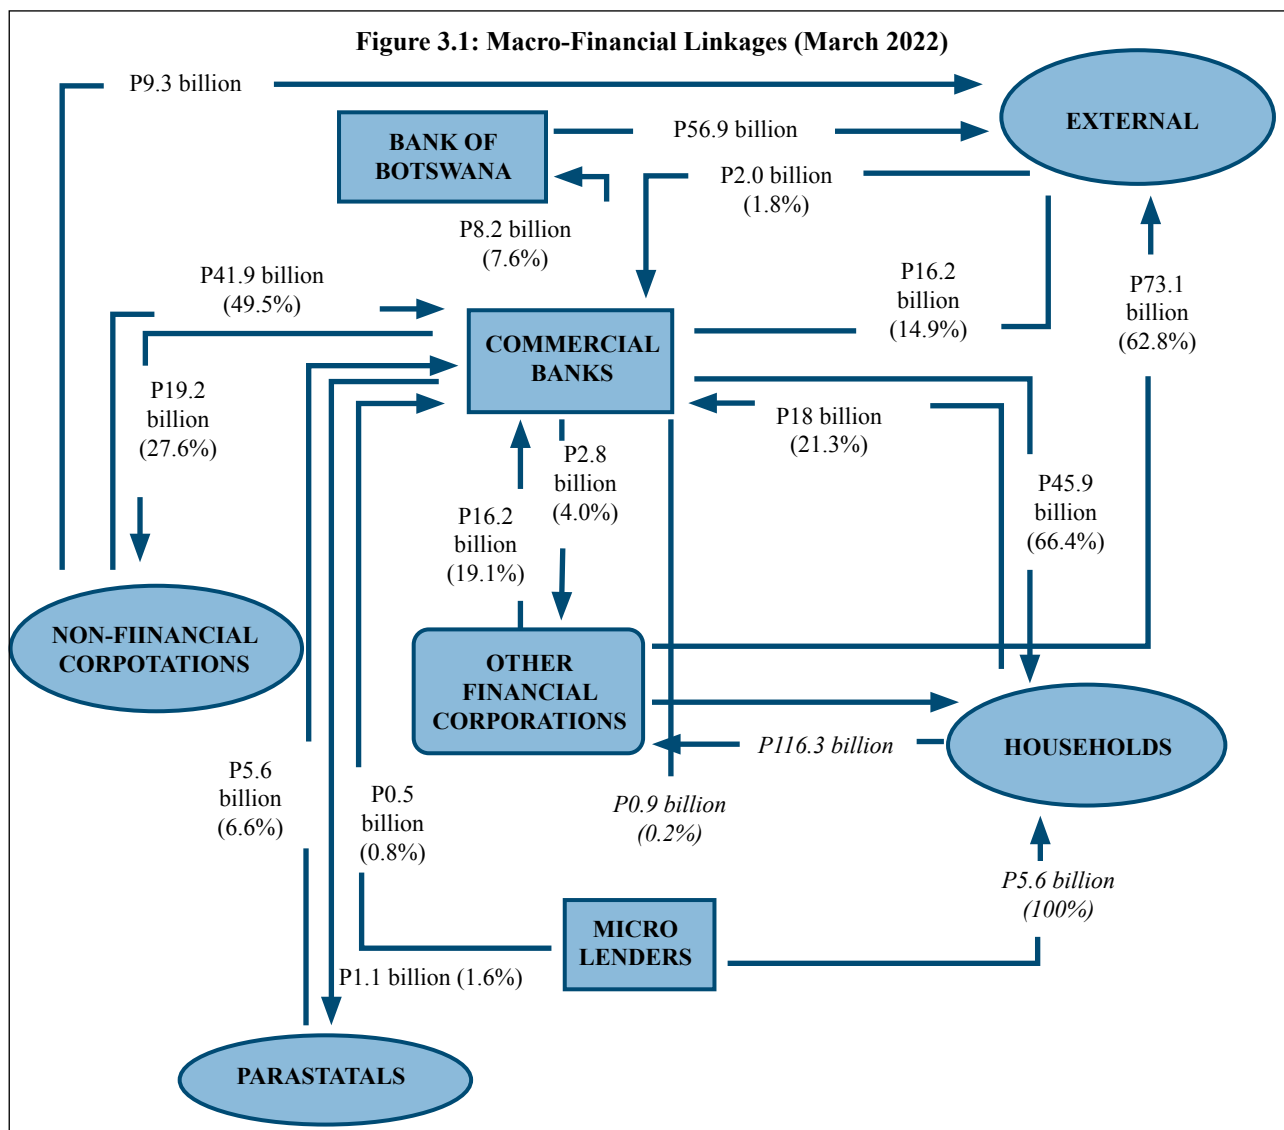 Figure 3.1: Macro-Financial Linkages (March 2022)
P9.3 billion
EXTERNAL
BANK OF
BOTSWANA
P56.9 billion
P2.0 billion
(1.8%)
P8.2 billion
(7.6%)
P41.9 billion
(49.5%)
P16.2
billion
(14.9%)
P73.1
billion
(62.8%)
COMMERCIAL
BANKS
P19.2
billion
(27.6%)
P18 billion
(21.3%)
P2.8
billion
(4.0%)
P16.2
billion
(19.1%)
P45.9
billion
(66.4%)
NON-FIINANCIAL
CORPOTATIONS
OTHER
FINANCIAL
CORPORATIONS
P116.3 billion
HOUSEHOLDS
P5.6
billion
(6.6%)
P0.5
billion
(0.8%)
P0.9 billion
(0.2%)
P5.6 billion
(100%)
MICRO
LENDERS
P1.1 billion (1.6%)
PARASTATALS